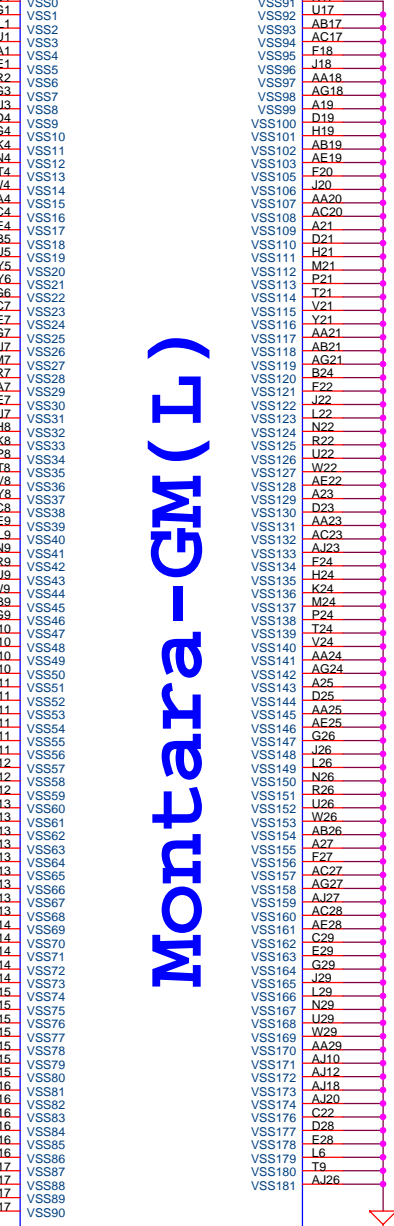 VSS0
VSS1
VSS2
VSS3
VSS4
VSS5
VSS6
VSS7
VSS8
VSS9
VSS10
VSS11
VSS12
VSS13
VSS14
VSS15
VSS16
VSS17
VSS18
VSS19
VSS20
VSS21
VSS22
VSS23
VSS24
VSS25
VSS26
VSS27
VSS28
VSS29
VSS30
VSS31
VSS32
VSS33
VSS34
VSS35
VSS36
VSS37
VSS38
VSS39
VSS40
VSS41
VSS42
VSS43
VSS44
VSS45
VSS46
VSS47
VSS48
VSS49
VSS50
VSS51
VSS52
VSS53
VSS54
VSS55
VSS56
VSS57
VSS58
VSS59
VSS60
VSS61
VSS62
VSS63
VSS64
VSS65
VSS66
VSS67
VSS68
VSS69
VSS70
VSS71
VSS72
VSS73
VSS74
VSS75
VSS76
VSS77
VSS78
VSS79
VSS80
VSS81
VSS82
VSS83
VSS84
VSS85
VSS86
VSS87
VSS88
VSS89
VSS90
Montara-GM(L)
VSS91
VSS92 U17
VSS93 AB17
VSS94 AC17
VSS95 F18
VSS96 J18
VSS97 AA18
VSS98 AG18
VSS99 A19
VSS100 D19
VSS101 H19
VSS102 AB19
VSS103 AE19
VSS105 F20
VSS106 J20
VSS107 AA20
VSS108 AC20
VSS109 A21
VSS110 D21
VSS111 H21
VSS112 M21
VSS113 P21
VSS114 T21
VSS115 V21
VSS116 Y21
VSS117 AA21
VSS118 AB21
VSS119 AG21
VSS120 B24
VSS121 F22
VSS122 J22
VSS123 L22
VSS124 N22
VSS125 R22
VSS126 U22
VSS127 W22
VSS128 AE22
VSS129 A23
VSS130 D23
VSS131 AA23
VSS132 AC23
VSS133 AJ23
VSS134 F24
VSS135 H24
VSS136 K24
VSS137 M24
VSS138 P24
VSS139 T24
VSS140 V24
VSS141 AA24
VSS142 AG24
VSS143 A25
VSS144 D25
VSS145 AA25
VSS146 AE25
VSS147 G26
VSS148 J26
VSS149 L26
VSS150 N26
VSS151 R26
VSS152 U26
VSS153 W26
VSS154 AB26
VSS155 A27
VSS156 F27
VSS157 AC27
VSS158 AG27
VSS159 AJ27
VSS160 AC28
VSS161 AE28
VSS162 C29
VSS163 E29
VSS164 G29
VSS165 J29
VSS166 L29
VSS167 N29
VSS168 U29
VSS169 W29
VSS170 AA29
VSS171 AJ10
VSS172 AJ12
VSS173 AJ18
VSS174 AJ20
VSS176 C22
VSS177 D28
VSS178 E28
VSS179 L6
VSS180 T9
VSS181 AJ26